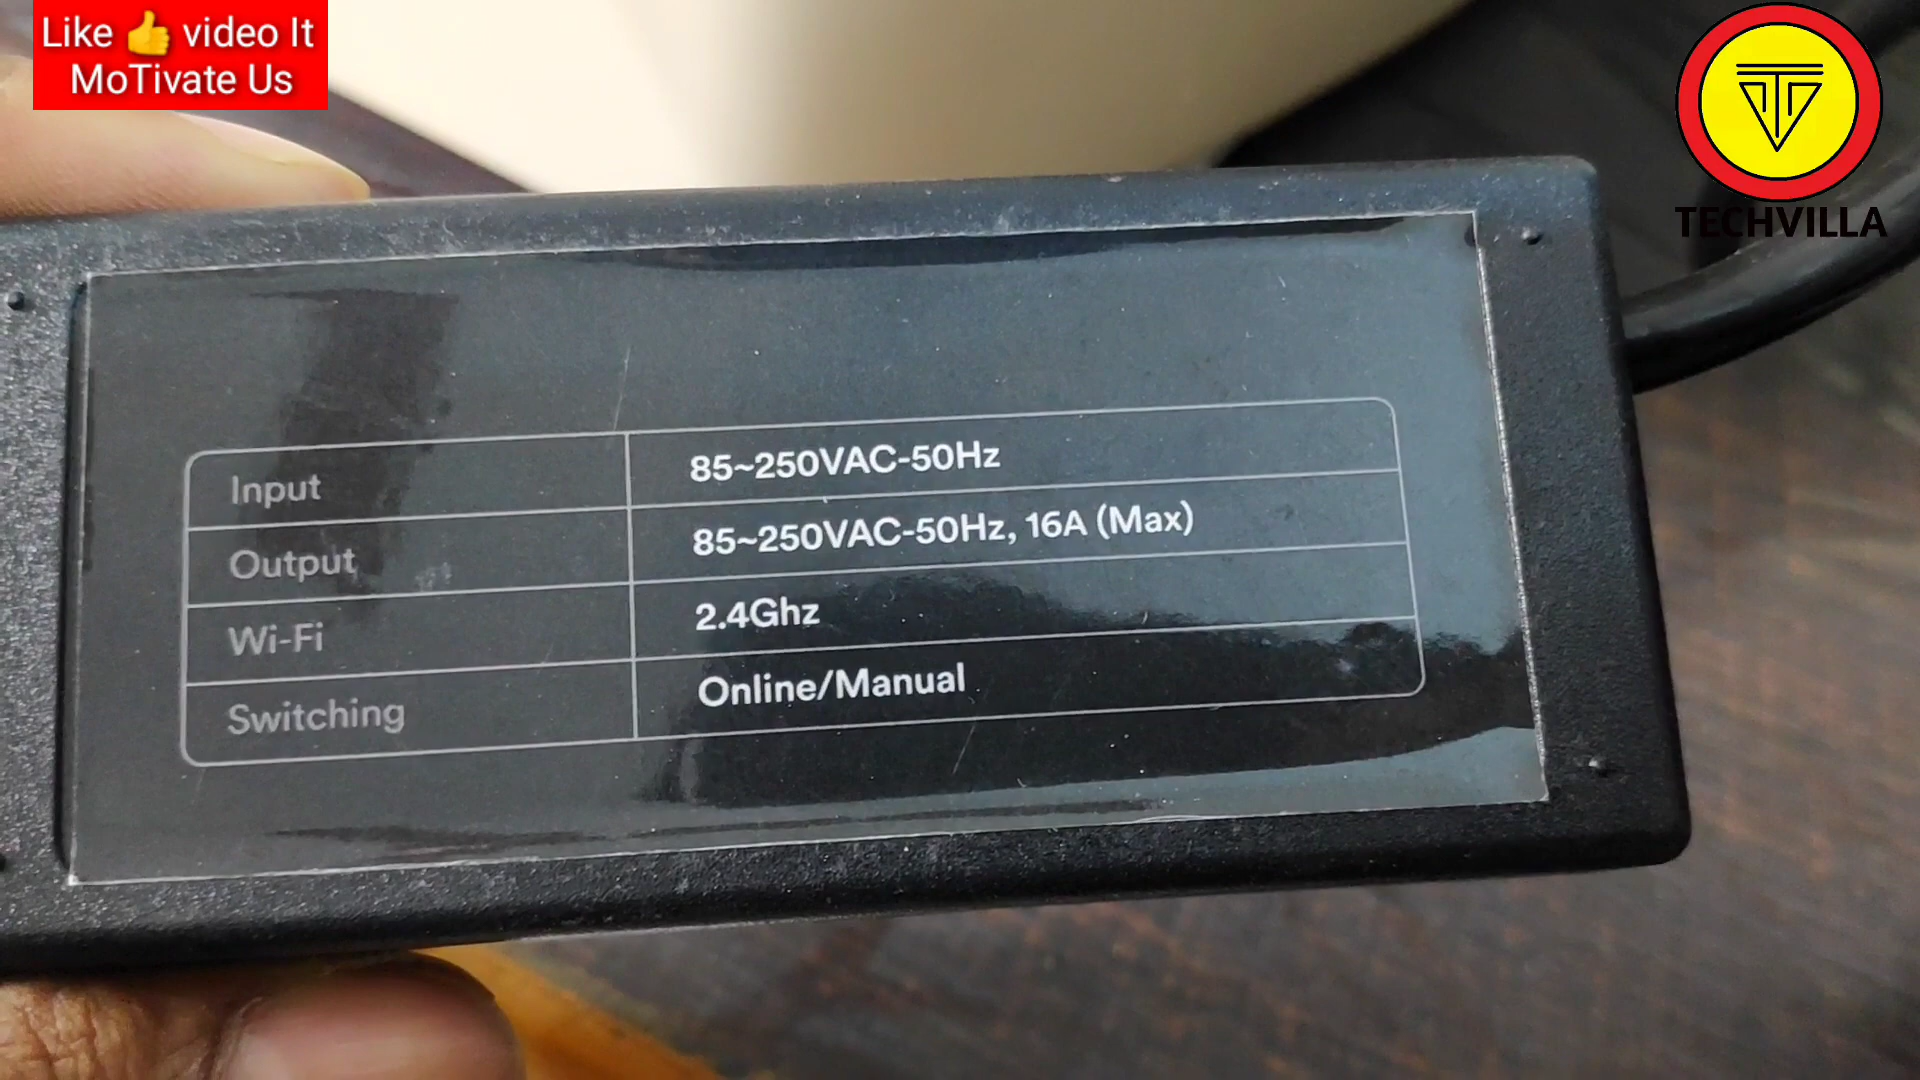 Like 👍 video It
MoTivate Us
TECHVILLA
Input 85~250VAC-50Hz
Output 85~250VAC-50Hz, 16A (Max)
Wi-Fi 2.4Ghz
Switching Online/Manual